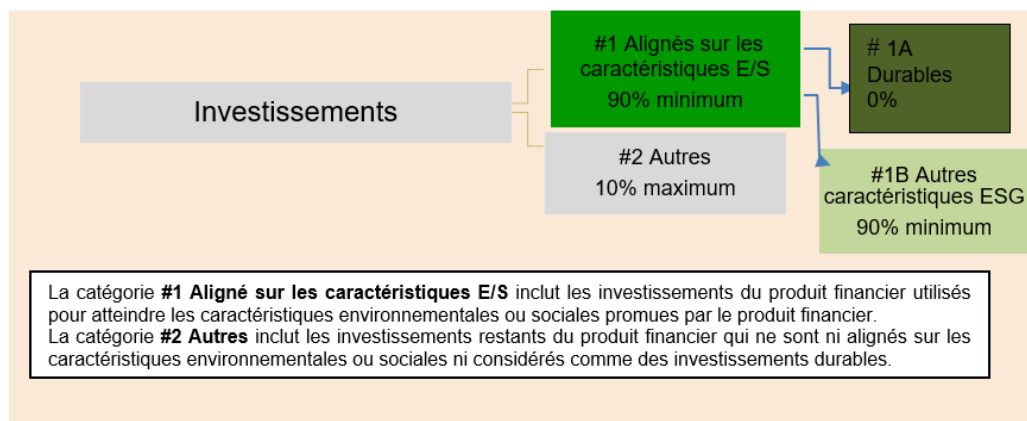 Investissements
#1 Alignés sur les
caractéristiques E/S
90% minimum
# 1A
Durables
0%
#2 Autres
10% maximum
#1B Autres
caractéristiques ESG
90% minimum
La catégorie #1 Aligné sur les caractéristiques E/S inclut les investissements du produit financier utilisés
pour atteindre les caractéristiques environnementales ou sociales promues par le produit financier.
La catégorie #2 Autres inclut les investissements restants du produit financier qui ne sont ni alignés sur les
caractéristiques environnementales ou sociales ni considérés comme des investissements durables.